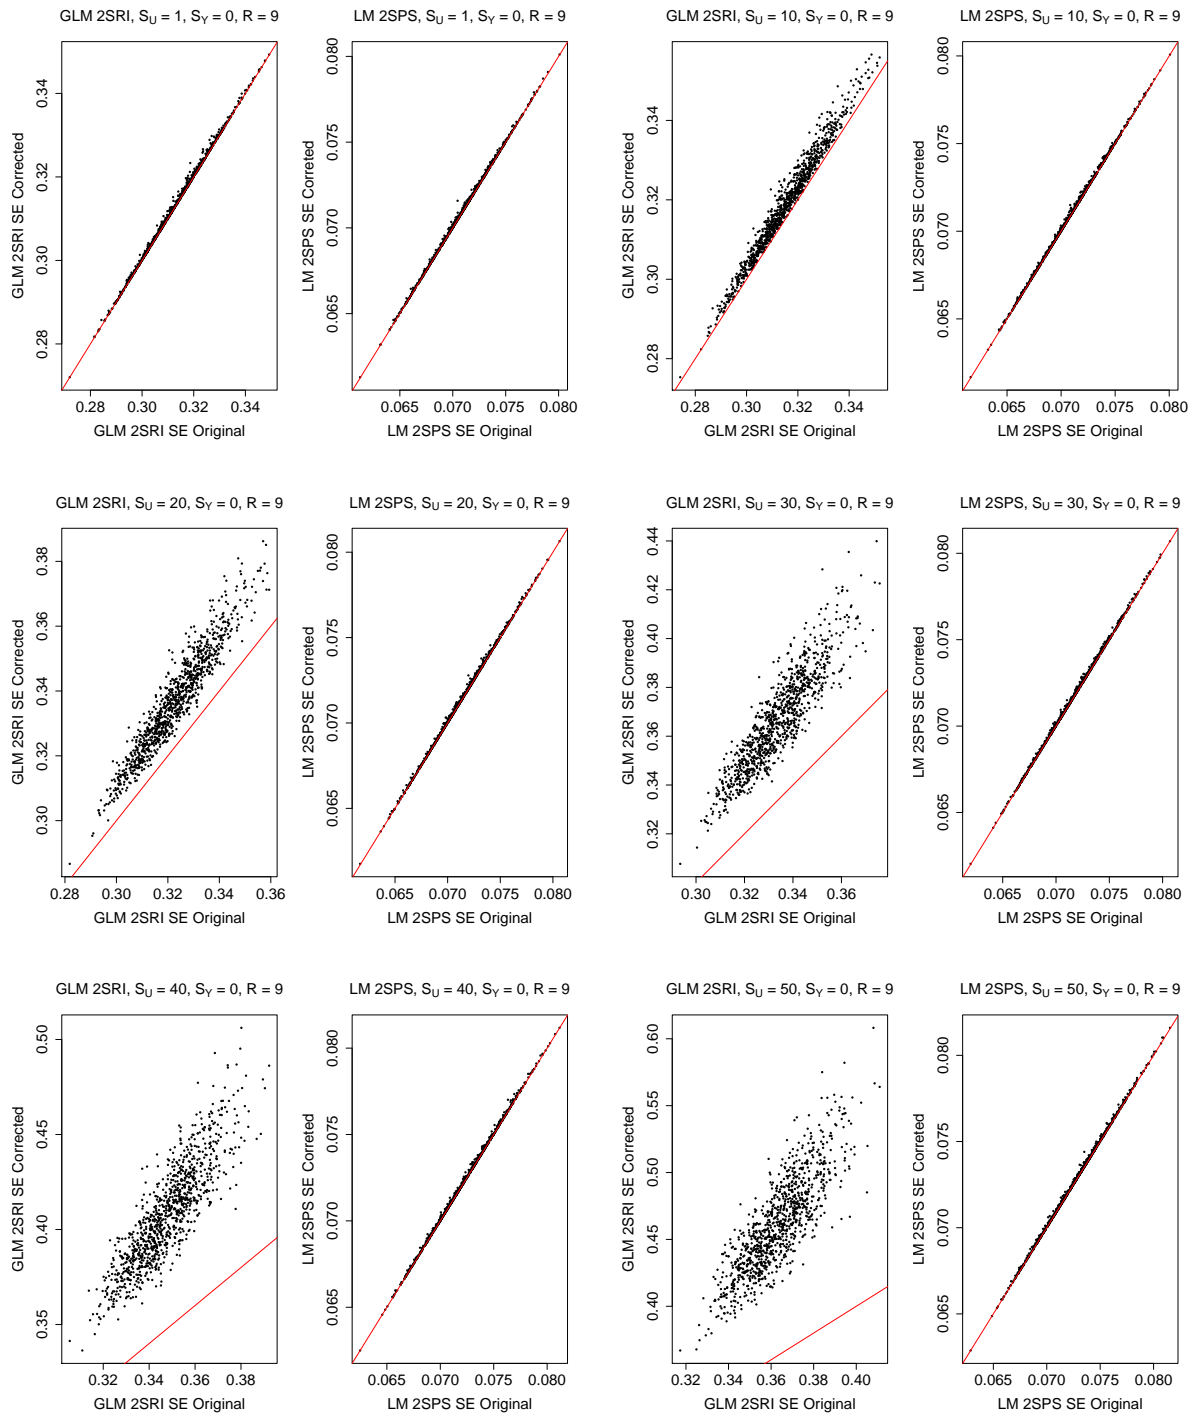 GLM 2SRI, S_U = 1, S_Y = 0, R = 9
GLM 2SRI SE Corrected
0.28 0.30 0.32 0.34
0.28 0.30 0.32 0.34
GLM 2SRI SE Original
LM 2SPS, S_U = 1, S_Y = 0, R = 9
LM 2SPS SE Correted
0.065 0.070 0.075 0.080
0.065 0.070 0.075 0.080
LM 2SPS SE Original
GLM 2SRI, S_U = 10, S_Y = 0, R = 9
GLM 2SRI SE Corrected
0.28 0.30 0.32 0.34
0.28 0.30 0.32 0.34
GLM 2SRI SE Original
LM 2SPS, S_U = 10, S_Y = 0, R = 9
LM 2SPS SE Correted
0.065 0.070 0.075 0.080
0.065 0.070 0.075 0.080
LM 2SPS SE Original
GLM 2SRI, S_U = 20, S_Y = 0, R = 9
GLM 2SRI SE Corrected
0.30 0.32 0.34 0.36 0.38
0.28 0.30 0.32 0.34 0.36
GLM 2SRI SE Original
LM 2SPS, S_U = 20, S_Y = 0, R = 9
LM 2SPS SE Correted
0.065 0.070 0.075 0.080
0.065 0.070 0.075 0.080
LM 2SPS SE Original
GLM 2SRI, S_U = 30, S_Y = 0, R = 9
GLM 2SRI SE Corrected
0.32 0.34 0.36 0.38 0.40 0.42 0.44
0.30 0.32 0.34 0.36
GLM 2SRI SE Original
LM 2SPS, S_U = 30, S_Y = 0, R = 9
LM 2SPS SE Correted
0.065 0.070 0.075 0.080
0.065 0.070 0.075 0.080
LM 2SPS SE Original
GLM 2SRI, S_U = 40, S_Y = 0, R = 9
GLM 2SRI SE Corrected
0.35 0.40 0.45 0.50
0.32 0.34 0.36 0.38
GLM 2SRI SE Original
LM 2SPS, S_U = 40, S_Y = 0, R = 9
LM 2SPS SE Correted
0.065 0.070 0.075 0.080
0.065 0.070 0.075 0.080
LM 2SPS SE Original
GLM 2SRI, S_U = 50, S_Y = 0, R = 9
GLM 2SRI SE Corrected
0.40 0.45 0.50 0.55 0.60
0.32 0.34 0.36 0.38 0.40
GLM 2SRI SE Original
LM 2SPS, S_U = 50, S_Y = 0, R = 9
LM 2SPS SE Correted
0.065 0.070 0.075 0.080
0.065 0.070 0.075 0.080
LM 2SPS SE Original